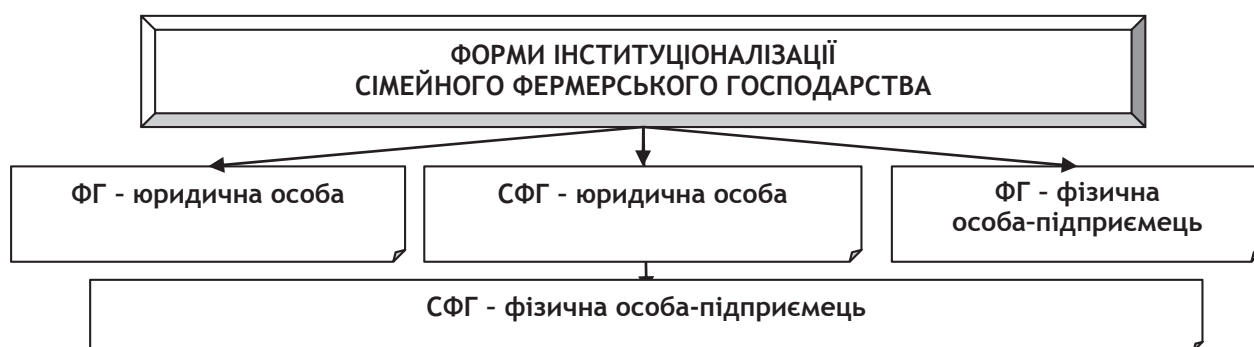 ФОРМИ ІНСТИТУЦІОНАЛІЗАЦІЇ
СІМЕЙНОГО ФЕРМЕРСЬКОГО ГОСПОДАРСТВА
ФГ – юридична особа
СФГ – юридична особа
ФГ – фізична
особа-підприємець
СФГ – фізична особа-підприємець